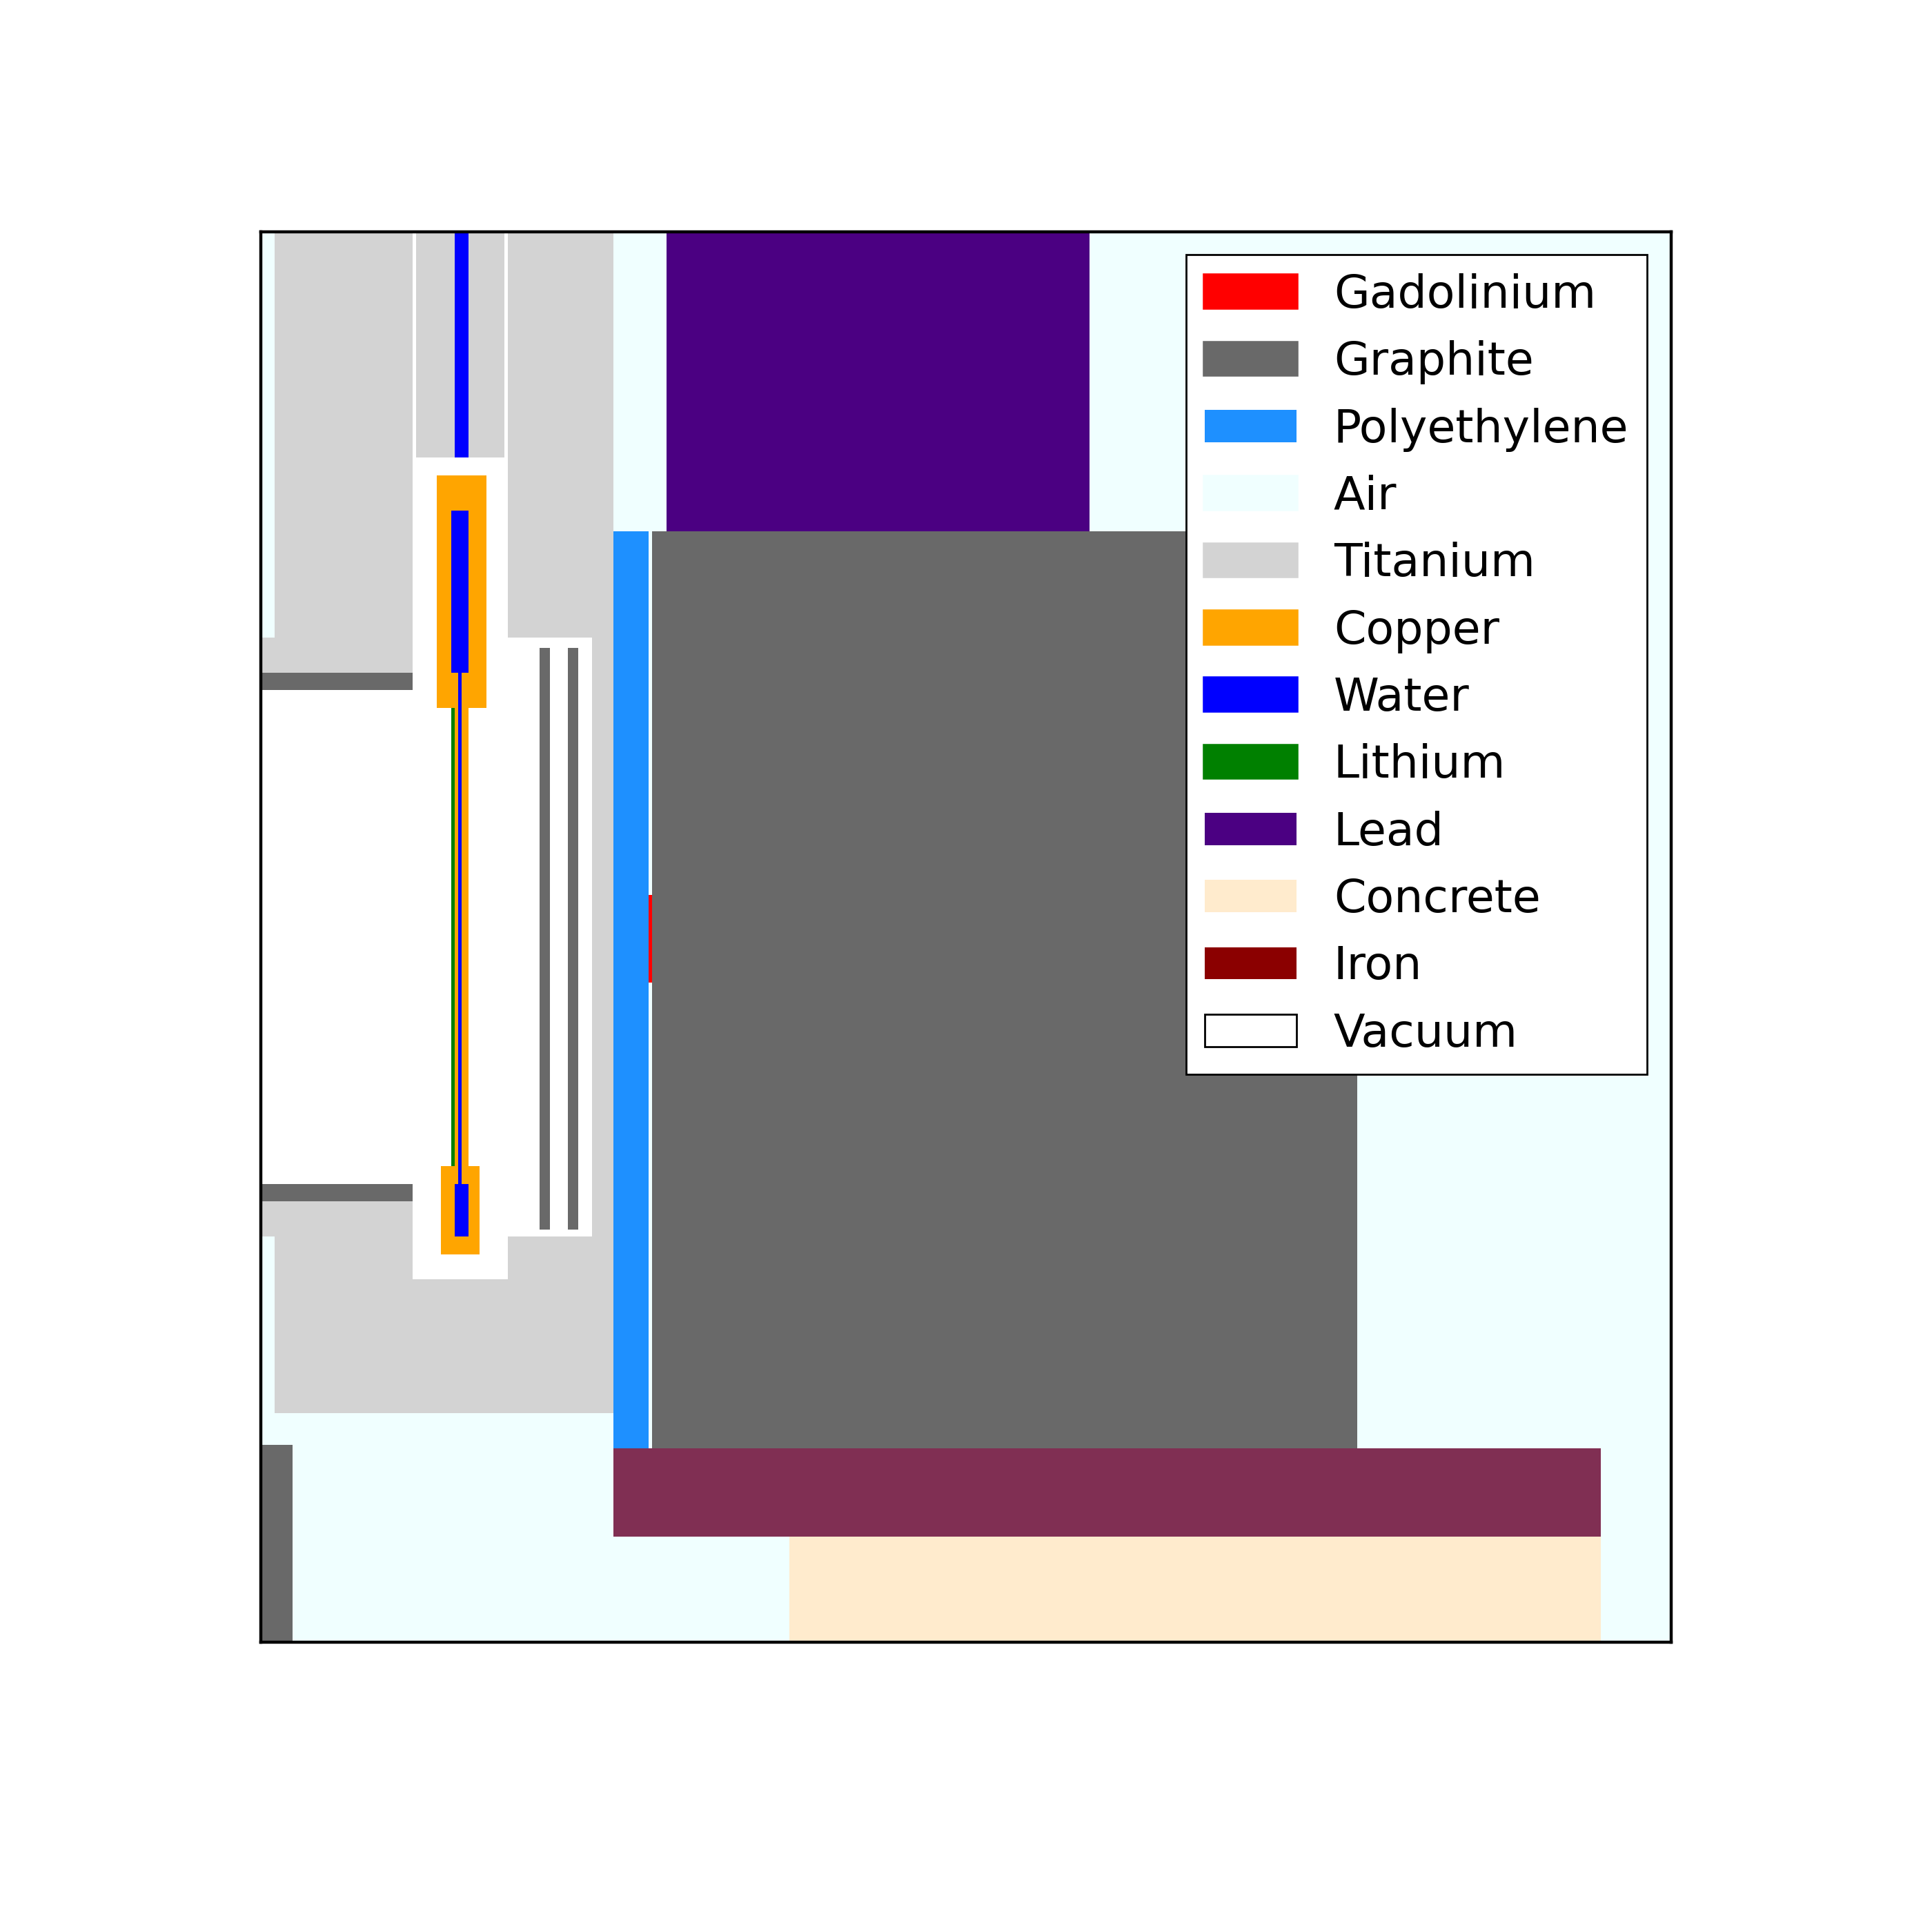 Gadolinium
Graphite
Polyethylene
Air
Titanium
Copper
Water
Lithium
Lead
Concrete
Iron
Vacuum